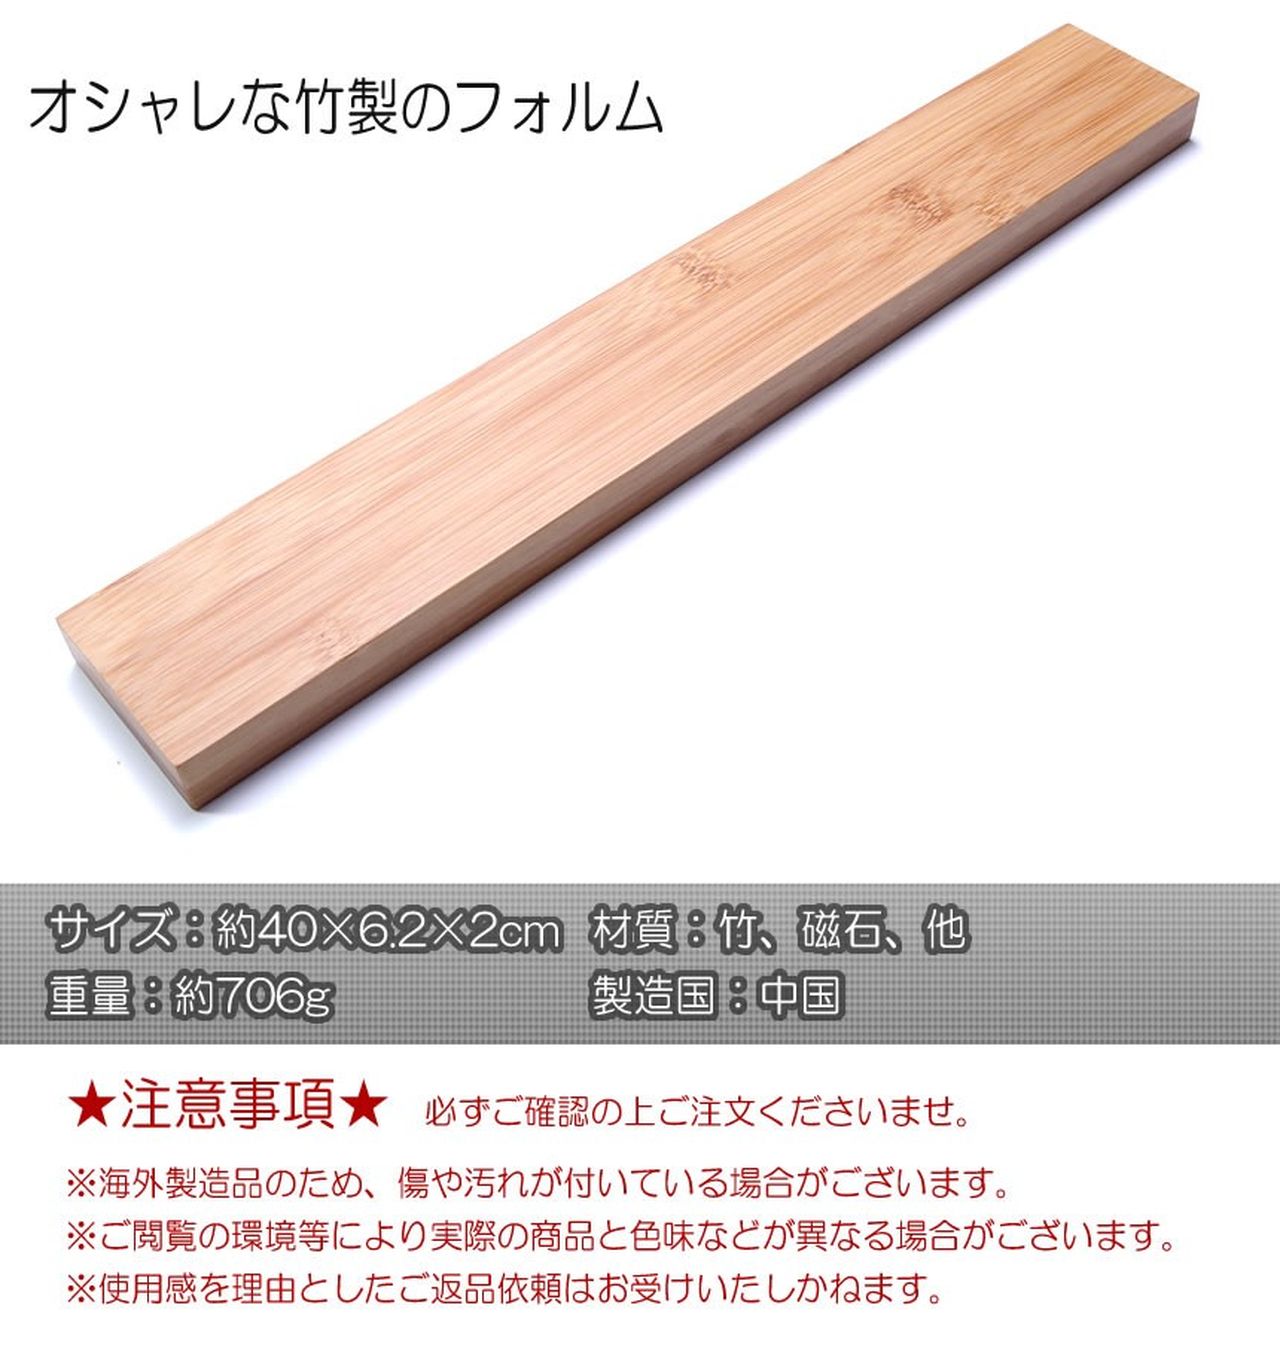 オシャレな竹製のフォルム
サイズ：約40×6.2×2cm 材質：竹、磁石、他
重量：約706g 製造国：中国
★注意事項★ 必ずご確認の上ご注文くださいませ。
※海外製造品のため、傷や汚れが付いている場合がございます。
※ご閲覧の環境等により実際の商品と色味などが異なる場合がございます。
※使用感を理由としたご返品依頼はお受けいたしかねます。